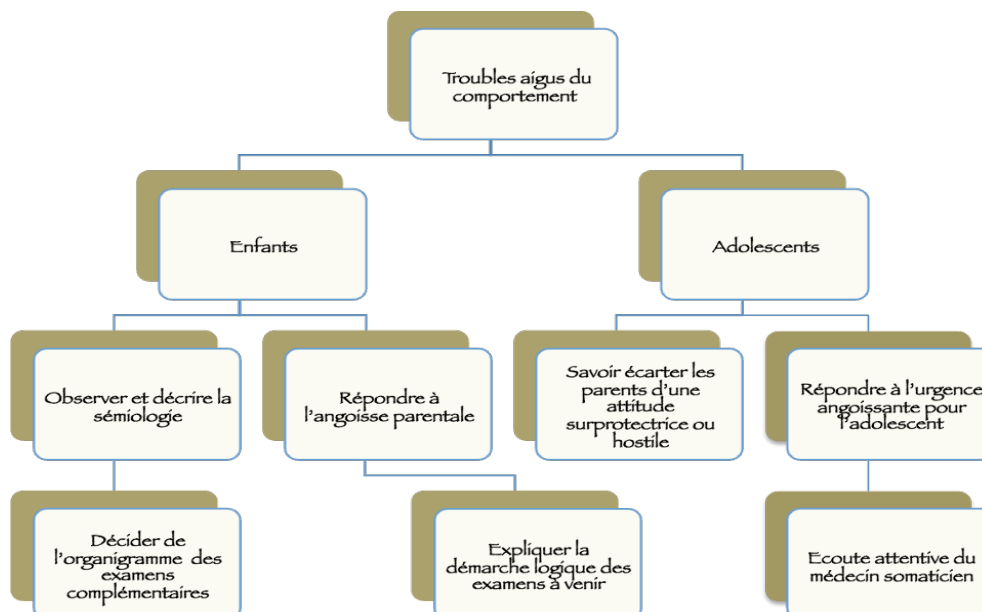 Troubles aigus du
comportement
Enfants
Adolescents
Observer et décrire la
sémiologie
Répondre à
l'angoisse parentale
Savoir écarter les
parents d'une
attitude
surprotectrice ou
hostile
Répondre à l'urgence
angoissante pour
l'adolescent
Décider de
l'organigramme des
examens
complémentaires
Expliquer la
démarche logique des
examens à venir
Ecoute attentive du
médecin somaticien